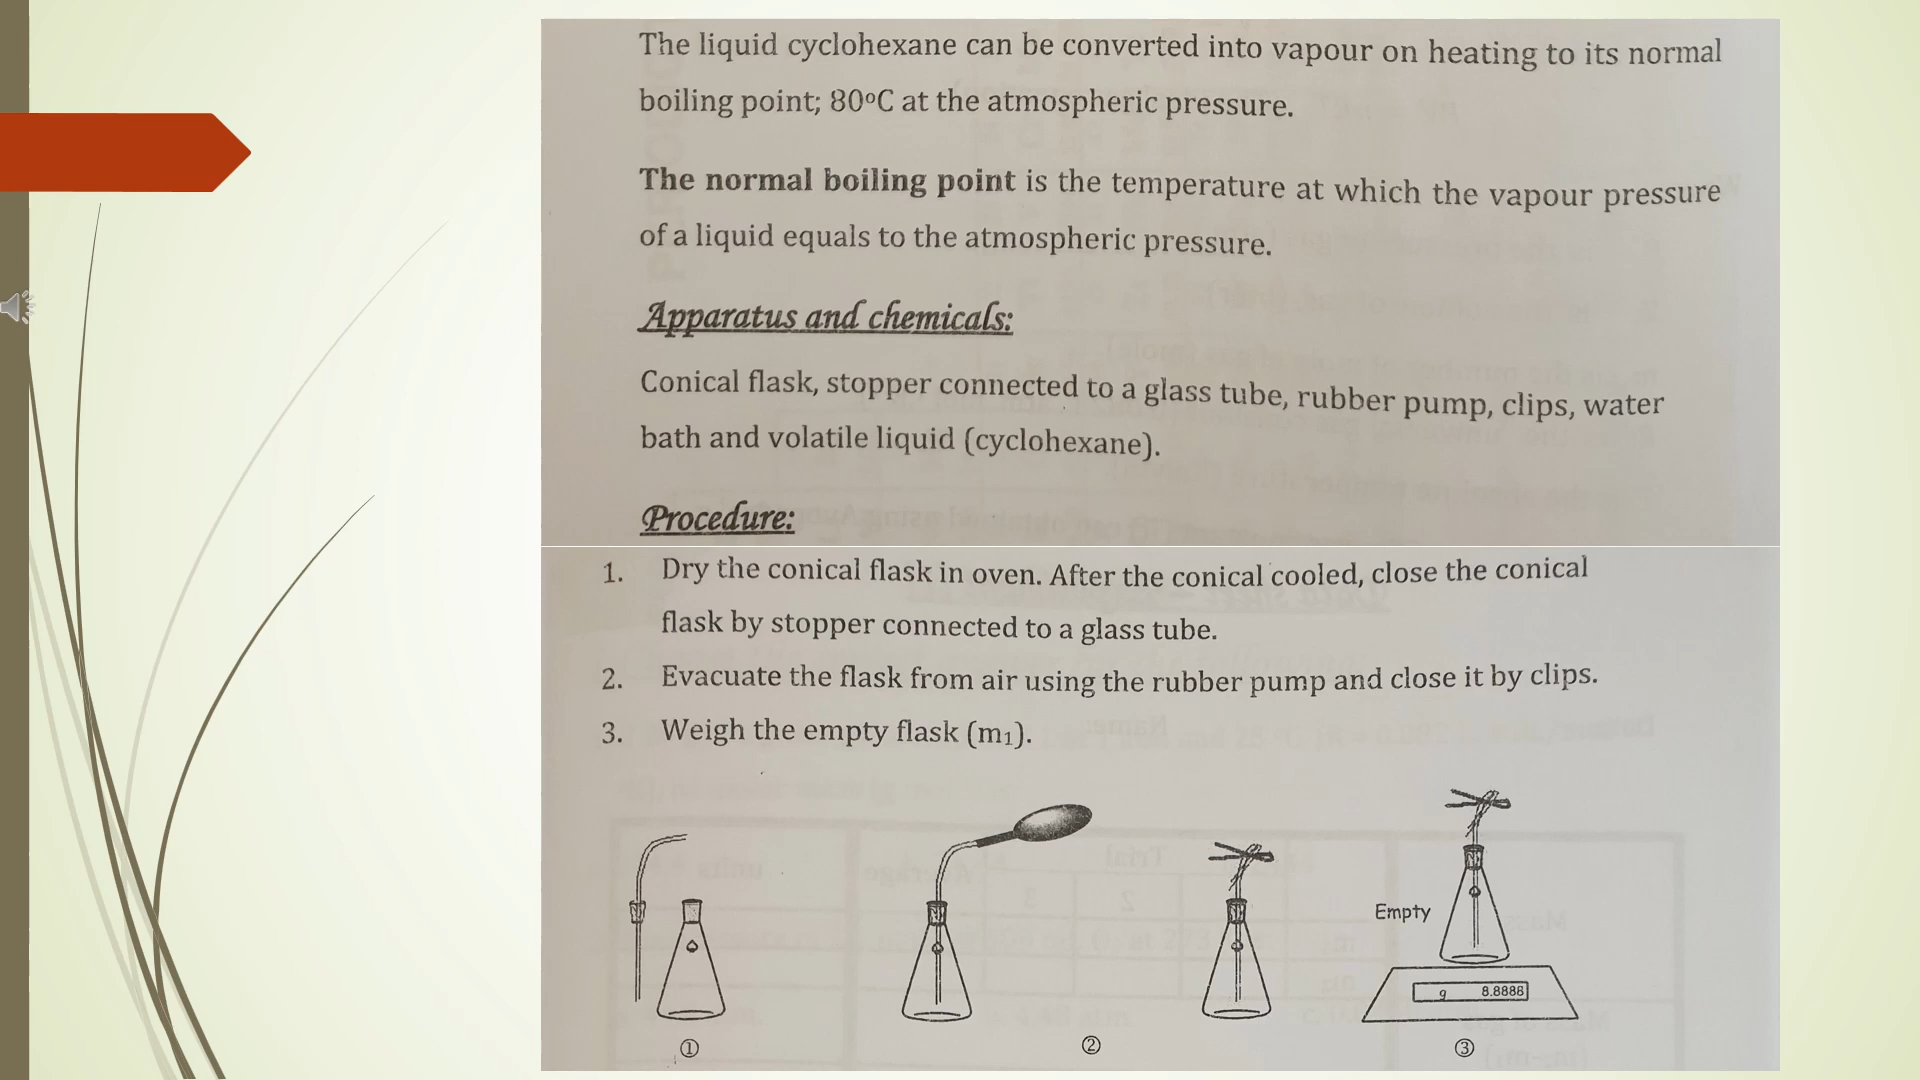 The liquid cyclohexane can be converted into vapour on heating to its normal
boiling point; 80°C at the atmospheric pressure.
The normal boiling point is the temperature at which the vapour pressure
of a liquid equals to the atmospheric pressure.
Apparatus and chemicals:
Conical flask, stopper connected to a glass tube, rubber pump, clips, water
bath and volatile liquid (cyclohexane).
Procedure:
1. Dry the conical flask in oven. After the conical cooled, close the conical
flask by stopper connected to a glass tube.
2. Evacuate the flask from air using the rubber pump and close it by clips.
3. Weigh the empty flask (m₁).
Empty
g 8.8888
① ② ③